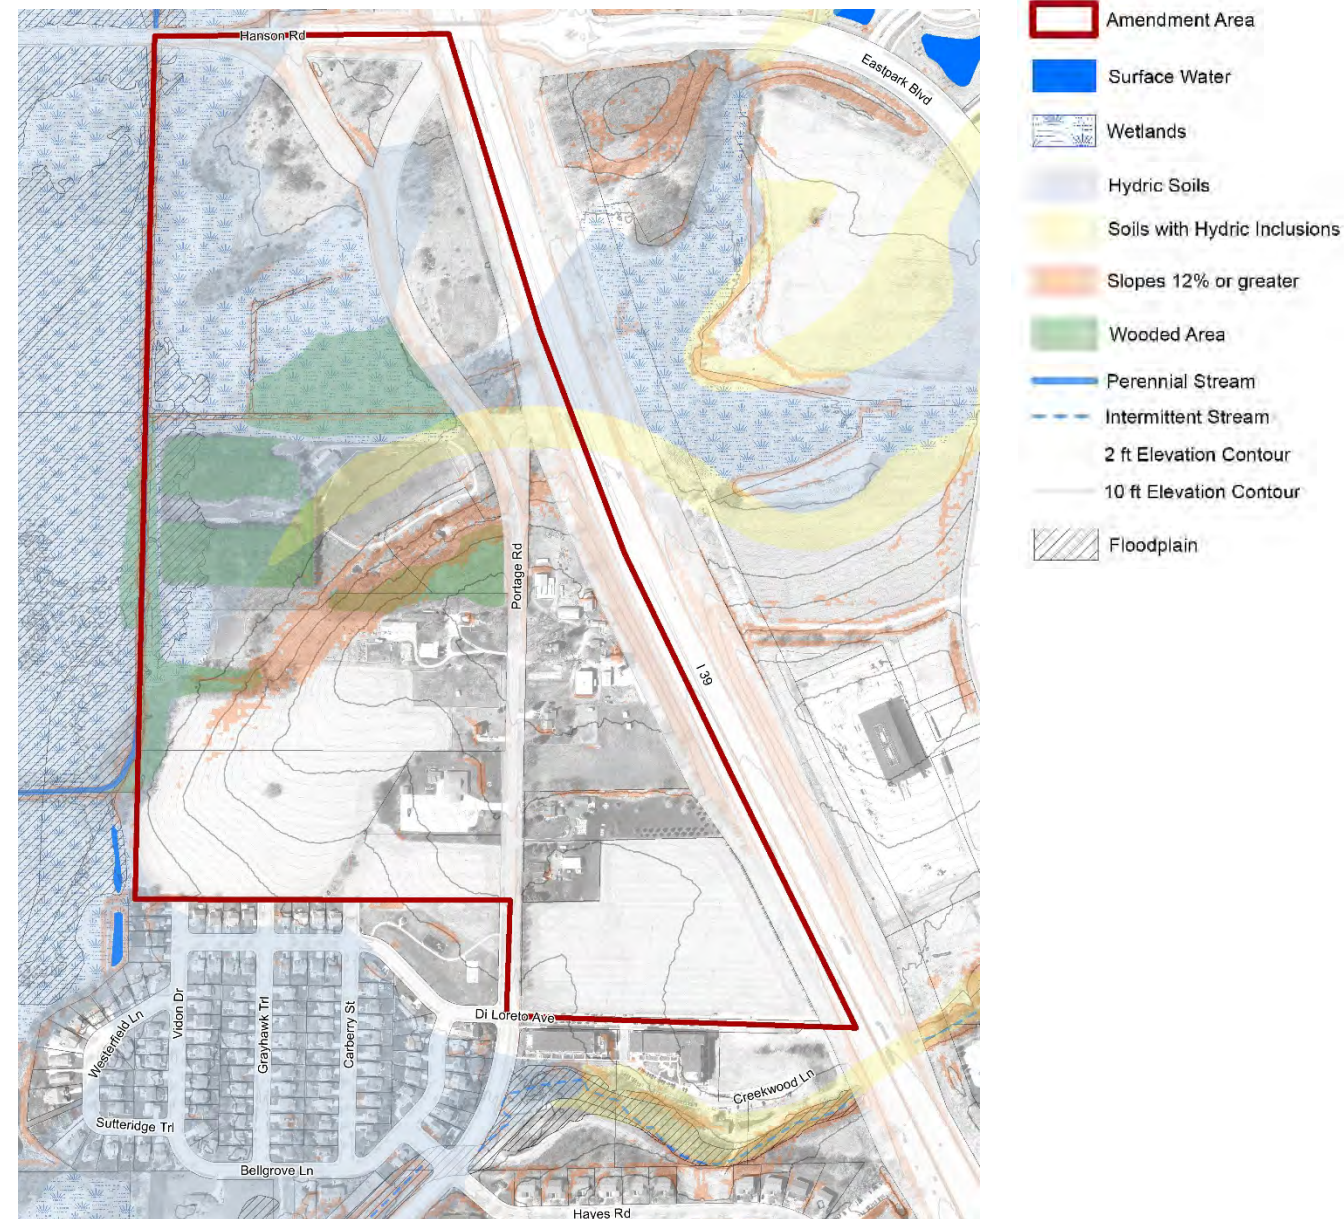 Hanson Rd
Eastpark Blvd
Portage Rd
I 39
Di Loreto Ave
Creekwood Ln
Westerfield Ln
Vidon Dr
Grayhawk Trl
Carberry St
Sutteridge Trl
Bellgrove Ln
Hayes Rd
Amendment Area
Surface Water
Wetlands
Hydric Soils
Soils with Hydric Inclusions
Slopes 12% or greater
Wooded Area
Perennial Stream
Intermittent Stream
2 ft Elevation Contour
10 ft Elevation Contour
Floodplain